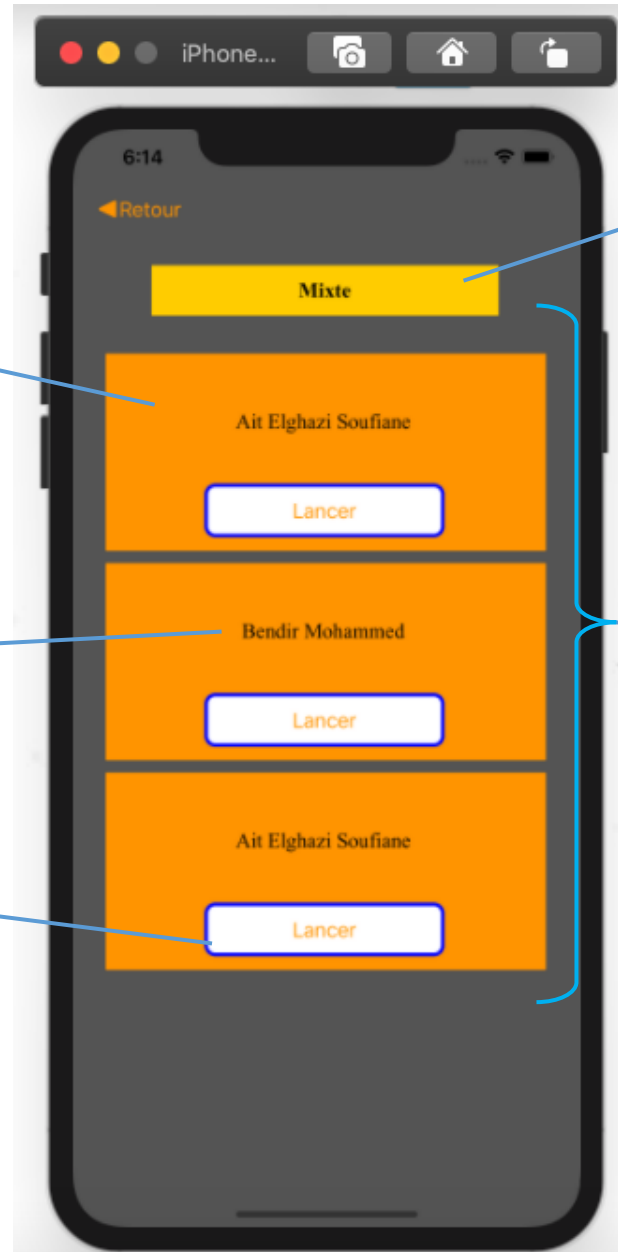 iPhone...
6:14
Retour
Mixte
Ait Elghazi Soufiane
Lancer
Bendir Mohammed
Lancer
Ait Elghazi Soufiane
Lancer